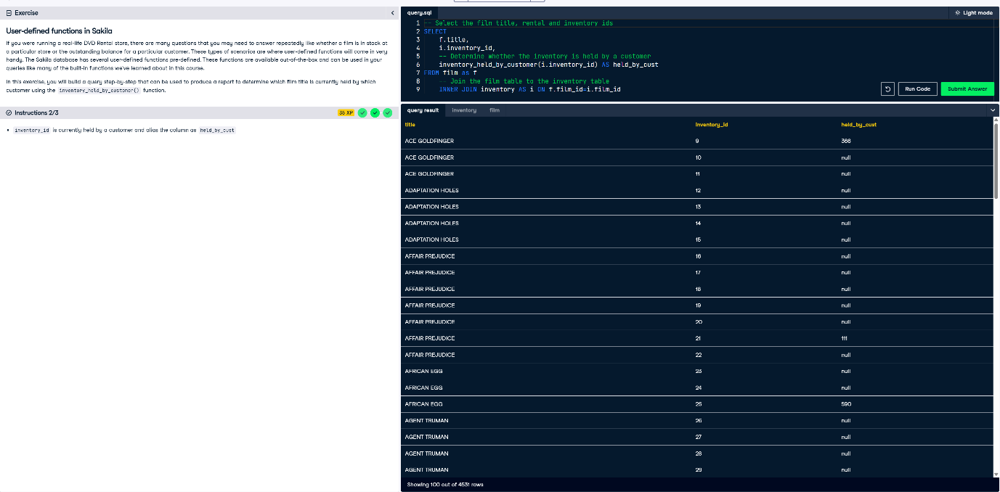 Exercise
User-defined functions in Sakila
If you were running a real-life DVD Rental store, there are many questions that you may need to answer repeatedly like whether a film is in stock at
a particular store or the outstanding balance for a particular customer. These types of scenarios are where user-defined functions will come in very
handy. The Sakila database has several user-defined functions pre-defined. These functions are available out-of-the-box and can be used in your
queries like many of the built-in functions we've learned about in this course.
In this exercise, you will build a query step-by-step that can be used to produce a report to determine which film title is currently held by which
customer using the inventory_held_by_customer() function.
Instructions 2/3
35 XP
• inventory_id is currently held by a customer and alias the column as held_by_cust
query.sql
Light mode
1 -- Select the film title, rental and inventory ids
2 SELECT
3 f.title,
4 i.inventory_id,
5 -- Determine whether the inventory is held by a customer
6 inventory_held_by_customer(i.inventory_id) AS held_by_cust
7 FROM film as f
8 -- Join the film table to the inventory table
9 INNER JOIN inventory AS i ON f.film_id=i.film_id
Run Code
Submit Answer
query result inventory film
title inventory_id held_by_cust
ACE GOLDFINGER 9 366
ACE GOLDFINGER 10 null
ACE GOLDFINGER 11 null
ADAPTATION HOLES 12 null
ADAPTATION HOLES 13 null
ADAPTATION HOLES 14 null
ADAPTATION HOLES 15 null
AFFAIR PREJUDICE 16 null
AFFAIR PREJUDICE 17 null
AFFAIR PREJUDICE 18 null
AFFAIR PREJUDICE 19 null
AFFAIR PREJUDICE 20 null
AFFAIR PREJUDICE 21 111
AFFAIR PREJUDICE 22 null
AFRICAN EGG 23 null
AFRICAN EGG 24 null
AFRICAN EGG 25 590
AGENT TRUMAN 26 null
AGENT TRUMAN 27 null
AGENT TRUMAN 28 null
AGENT TRUMAN 29 null
Showing 100 out of 4531 rows